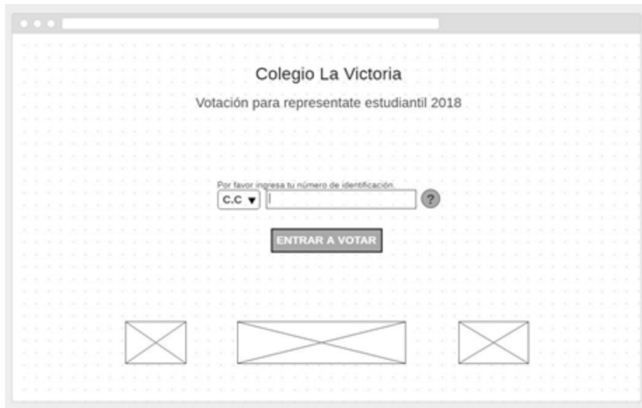 Colegio La Victoria
Votación para representate estudiantil 2018
Por favor ingresa tu número de identificación.
C.C ▼ ?
ENTRAR A VOTAR